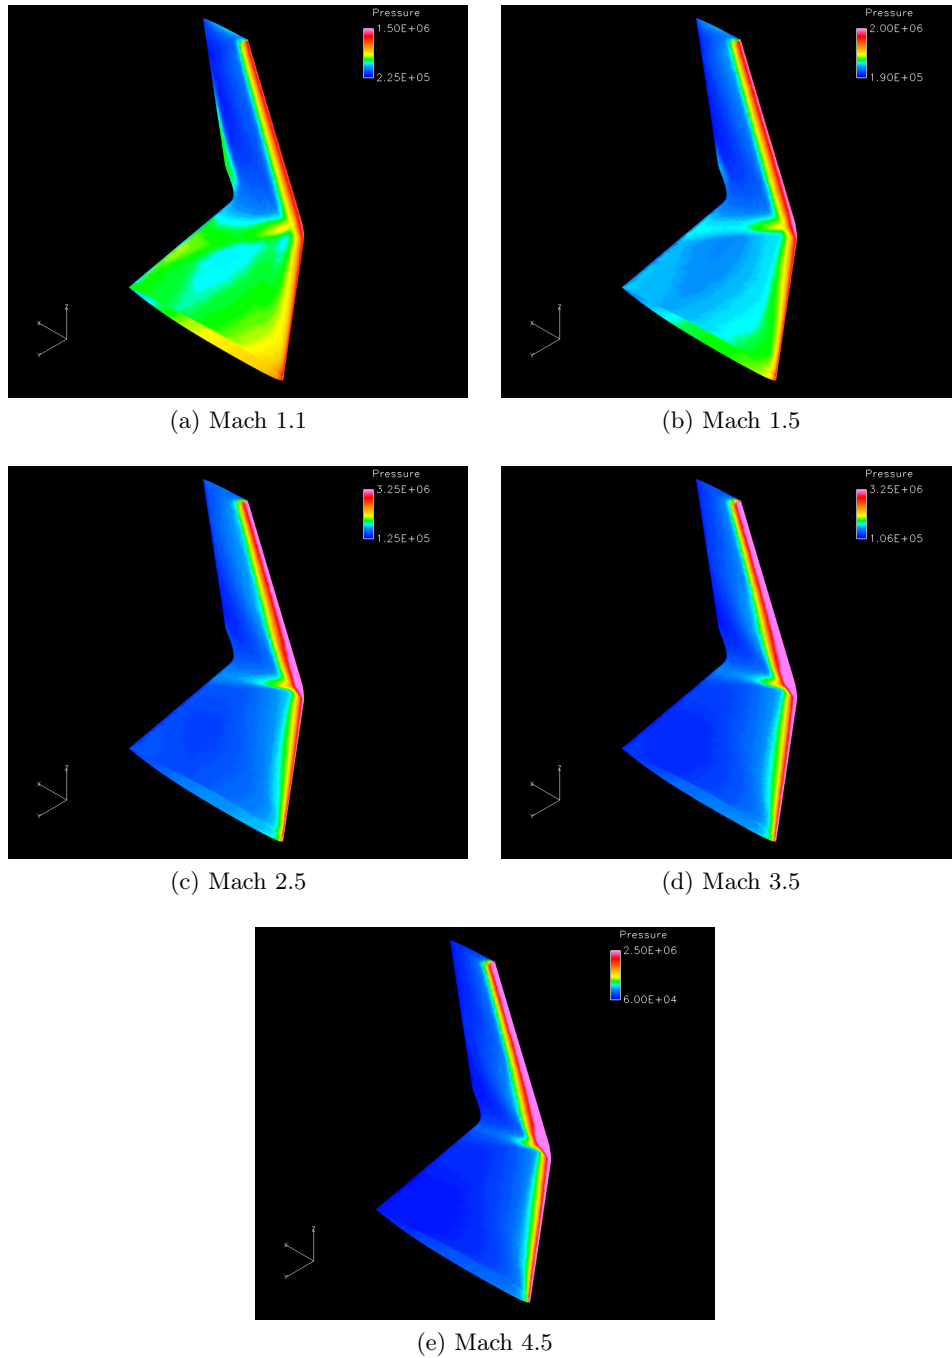 Pressure
1.50E+06
2.25E+05
Z
X
Y
(a) Mach 1.1
Pressure
2.00E+06
1.90E+05
Z
X
Y
(b) Mach 1.5
Pressure
3.25E+06
1.25E+05
Z
X
Y
(c) Mach 2.5
Pressure
3.25E+06
1.06E+05
Z
X
Y
(d) Mach 3.5
Pressure
2.50E+06
6.00E+04
Z
X
Y
(e) Mach 4.5